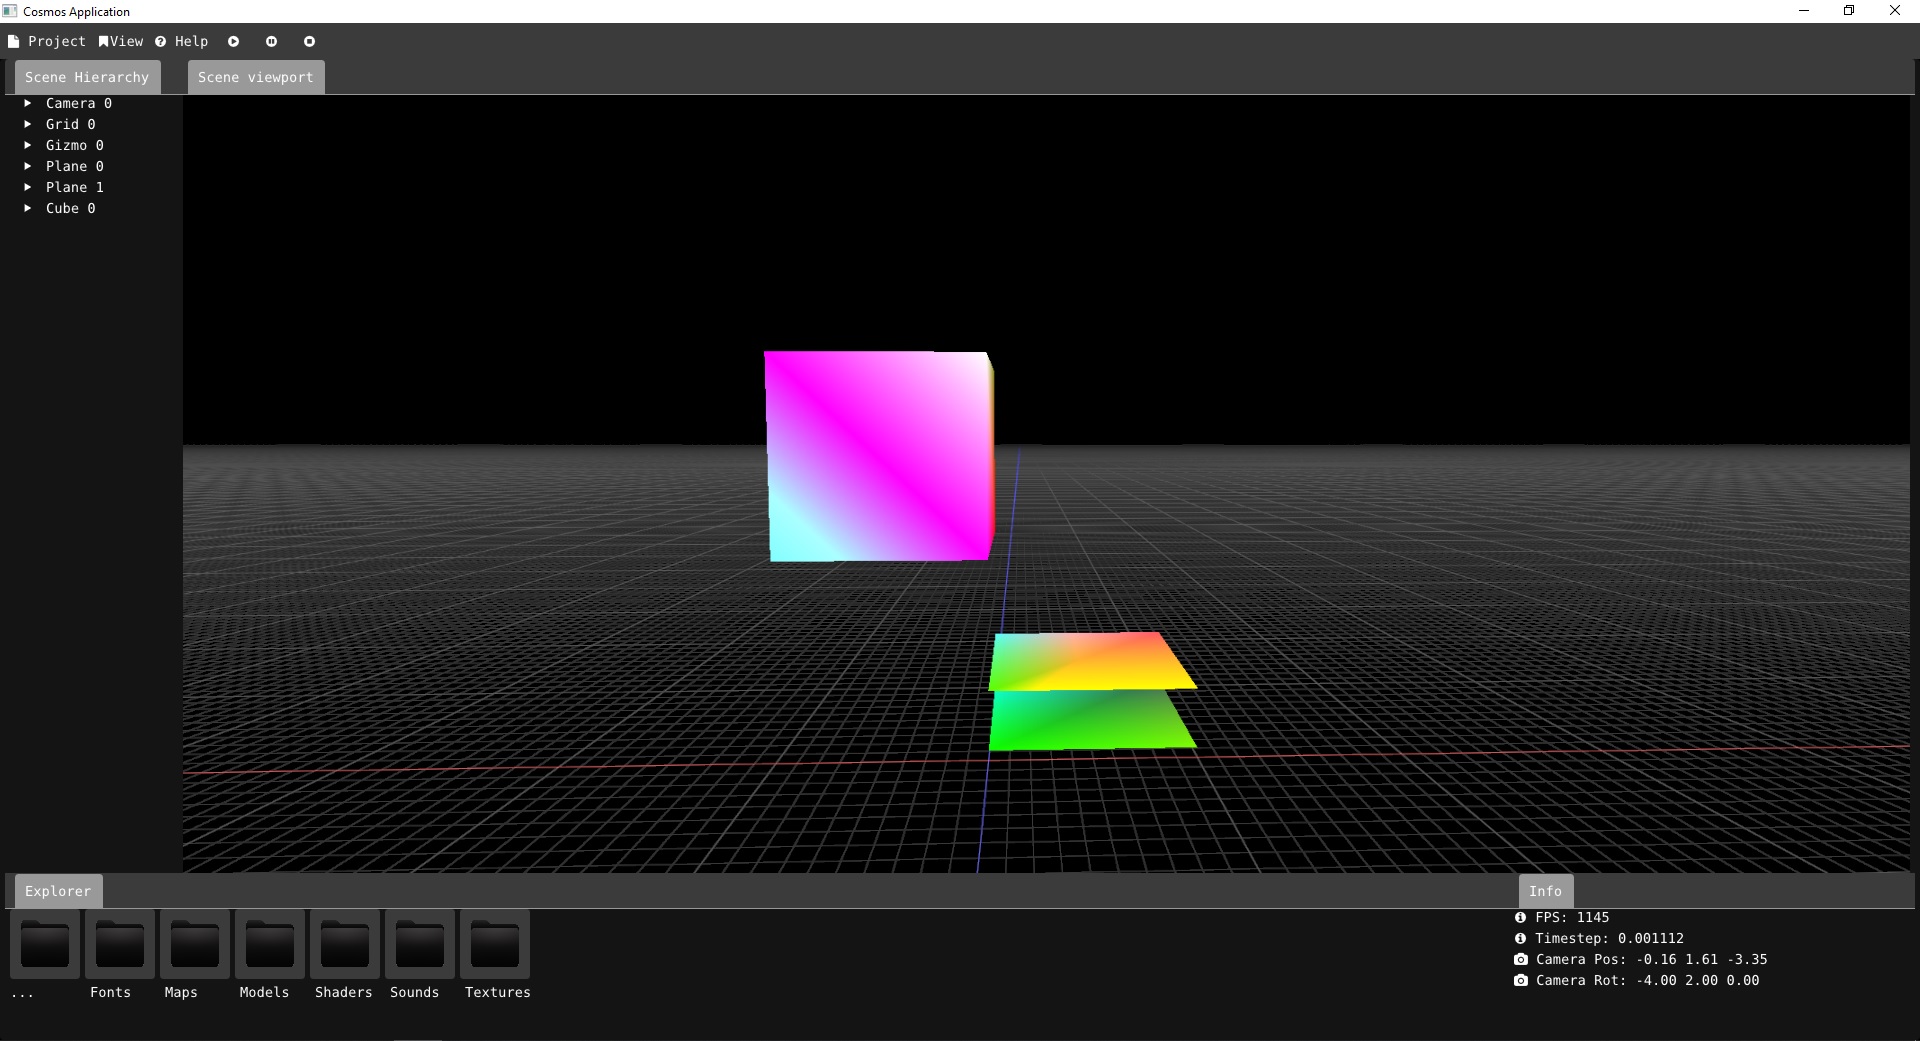 Cosmos Application
Project View Help
Scene Hierarchy Scene viewport
Camera 0
Grid 0
Gizmo 0
Plane 0
Plane 1
Cube 0
Explorer Info
... Fonts Maps Models Shaders Sounds Textures
FPS: 1145
Timestep: 0.001112
Camera Pos: -0.16 1.61 -3.35
Camera Rot: -4.00 2.00 0.00